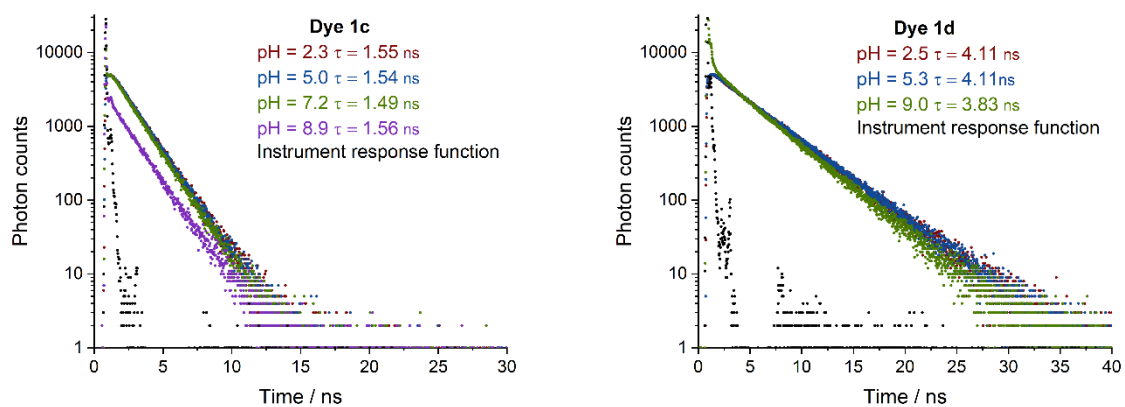 Dye 1c
pH = 2.3 τ = 1.55 ns
pH = 5.0 τ = 1.54 ns
pH = 7.2 τ = 1.49 ns
pH = 8.9 τ = 1.56 ns
Instrument response function
Photon counts
10000
1000
100
10
1
0 5 10 15 20 25 30
Time / ns
Dye 1d
pH = 2.5 τ = 4.11 ns
pH = 5.3 τ = 4.11ns
pH = 9.0 τ = 3.83 ns
Instrument response function
Photon counts
10000
1000
100
10
1
0 5 10 15 20 25 30 35 40
Time / ns